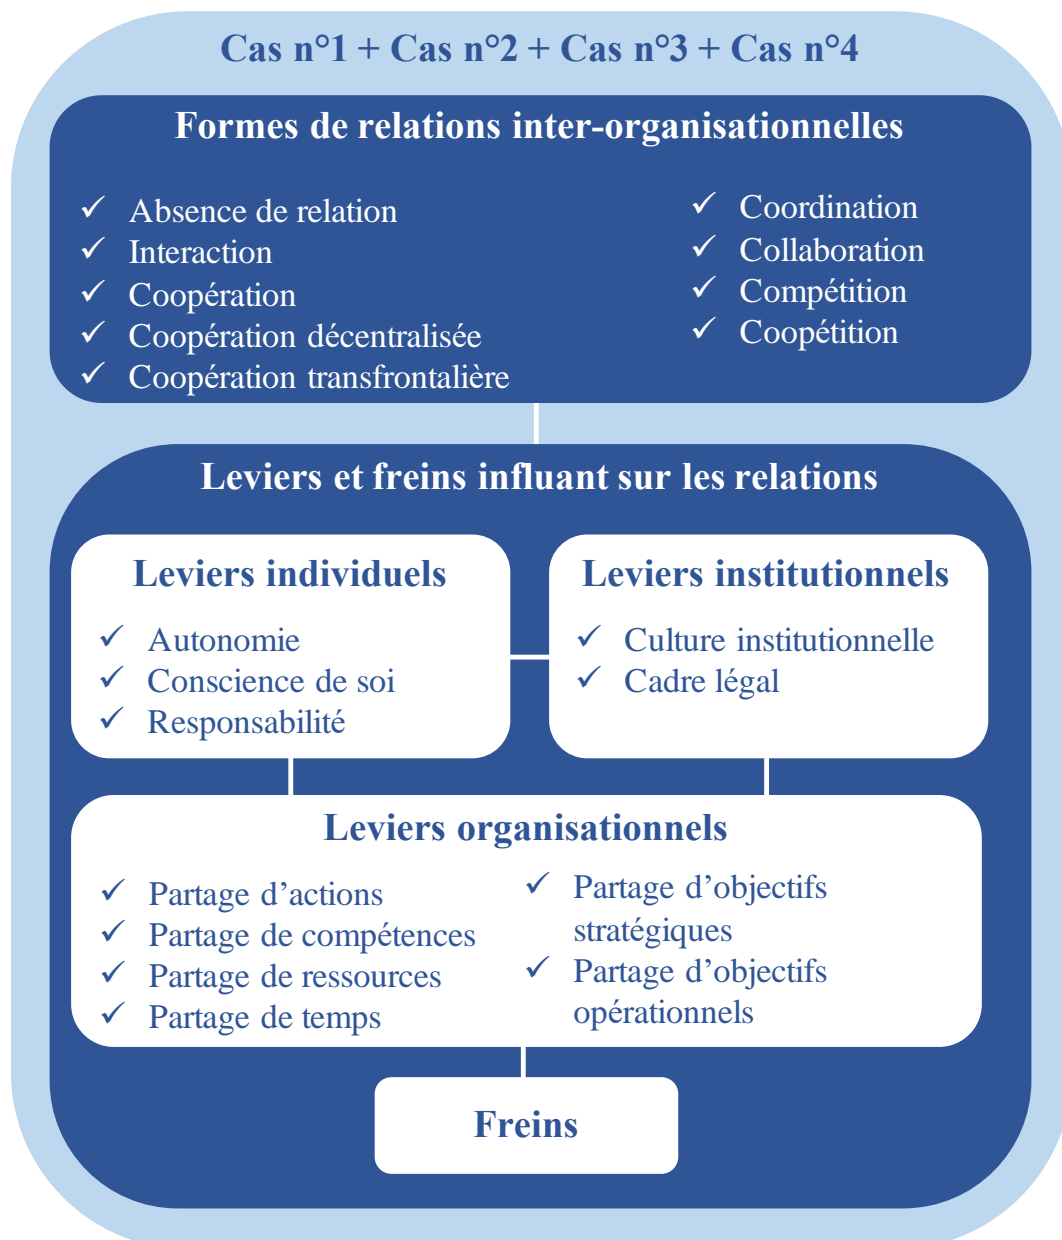 Cas n°1 + Cas n°2 + Cas n°3 + Cas n°4
Formes de relations inter-organisationnelles
✓ Absence de relation
✓ Interaction
✓ Coopération
✓ Coopération décentralisée
✓ Coopération transfrontalière
✓ Coordination
✓ Collaboration
✓ Compétition
✓ Coopétition
Leviers et freins influant sur les relations
Leviers individuels
✓ Autonomie
✓ Conscience de soi
✓ Responsabilité
Leviers institutionnels
✓ Culture institutionnelle
✓ Cadre légal
Leviers organisationnels
✓ Partage d’actions
✓ Partage de compétences
✓ Partage de ressources
✓ Partage de temps
✓ Partage d’objectifs
stratégiques
✓ Partage d’objectifs
opérationnels
Freins